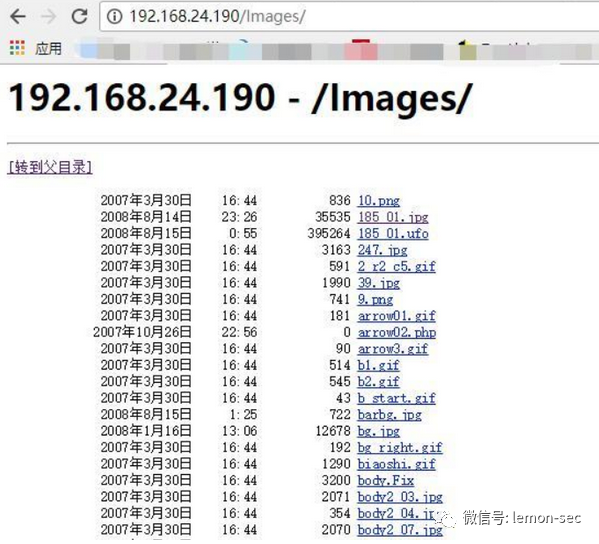 192.168.24.190/Images/
应用
192.168.24.190 - /Images/
[转到父目录]
2007年3月30日 16:44 836 10.png
2008年8月14日 23:26 35535 185_01.jpg
2008年8月15日 0:55 395264 185_01.ufo
2007年3月30日 16:44 3163 247.jpg
2007年3月30日 16:44 591 2_r2_c5.gif
2007年3月30日 16:44 1990 39.jpg
2007年3月30日 16:44 741 9.png
2007年3月30日 16:44 181 arrow01.gif
2007年10月26日 22:56 0 arrow02.php
2007年3月30日 16:44 90 arrow3.gif
2007年3月30日 16:44 514 b1.gif
2007年3月30日 16:44 545 b2.gif
2007年3月30日 16:44 43 b_start.gif
2008年8月15日 1:25 722 barbg.jpg
2008年1月16日 13:06 12678 bg.jpg
2007年3月30日 16:44 192 bg_right.gif
2007年3月30日 16:44 1290 biaoshi.gif
2007年3月30日 16:44 3200 body.Fix
2007年3月30日 16:44 2071 body2_03.jpg
2007年3月30日 16:44 354 body2_04.jpg
2007年3月30日 16:44 2070 body2_07.jpg
微信号: lemon-sec